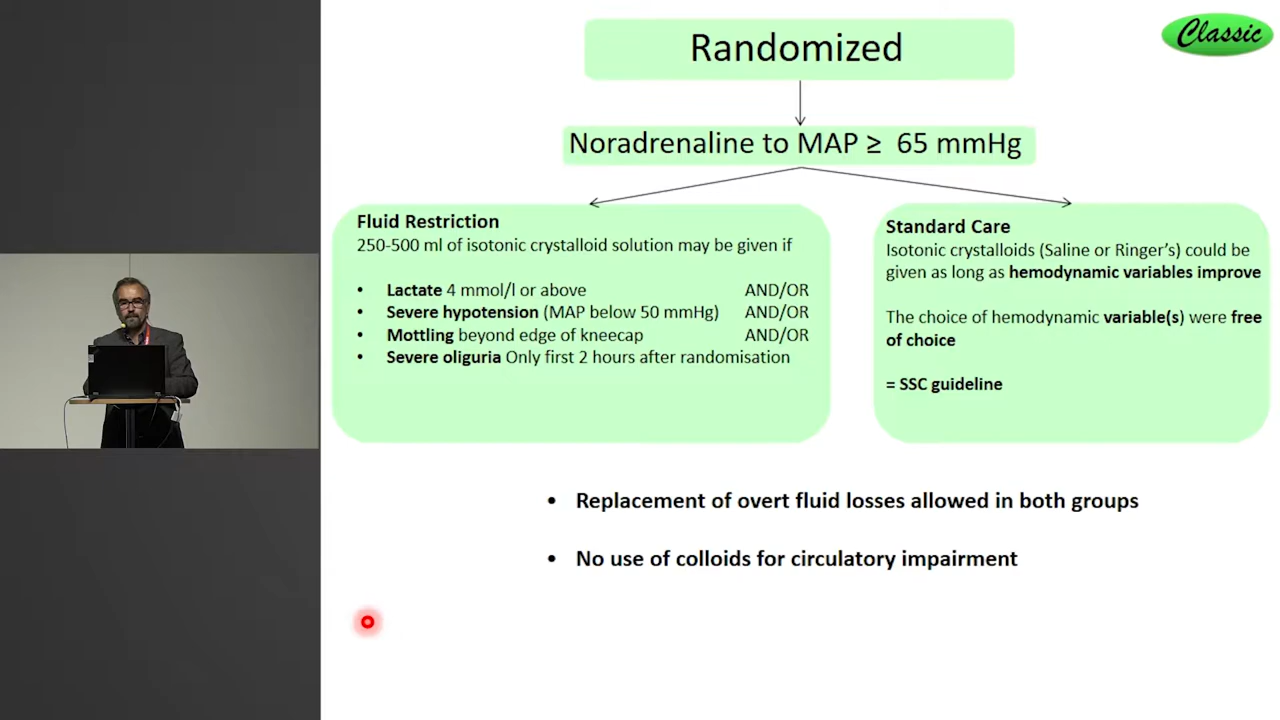 Classic
Randomized
Noradrenaline to MAP ≥ 65 mmHg
Fluid Restriction
250-500 ml of isotonic crystalloid solution may be given if
• Lactate 4 mmol/l or above AND/OR
• Severe hypotension (MAP below 50 mmHg) AND/OR
• Mottling beyond edge of kneecap AND/OR
• Severe oliguria Only first 2 hours after randomisation
Standard Care
Isotonic crystalloids (Saline or Ringer's) could be
given as long as hemodynamic variables improve
The choice of hemodynamic variable(s) were free
of choice
= SSC guideline
• Replacement of overt fluid losses allowed in both groups
• No use of colloids for circulatory impairment